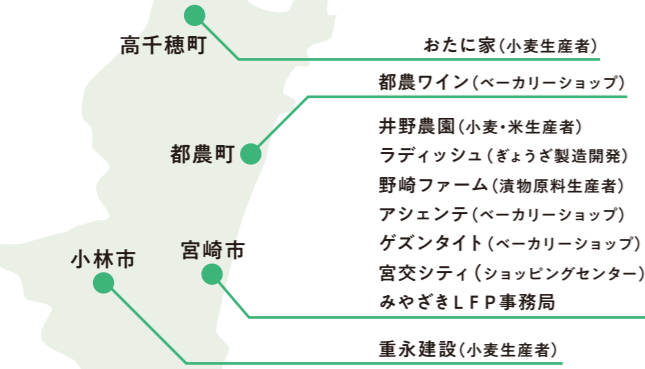 高千穂町
おたに家(小麦生産者)
都農ワイン(ベーカリーショップ)
都農町
井野農園(小麦・米生産者)
ラディッシュ(ぎょうざ製造開発)
野崎ファーム(漬物原料生産者)
アシェンテ(ベーカリーショップ)
ゲズンタイト(ベーカリーショップ)
宮交シティ(ショッピングセンター)
みやざきLFP事務局
宮崎市
小林市
重永建設(小麦生産者)